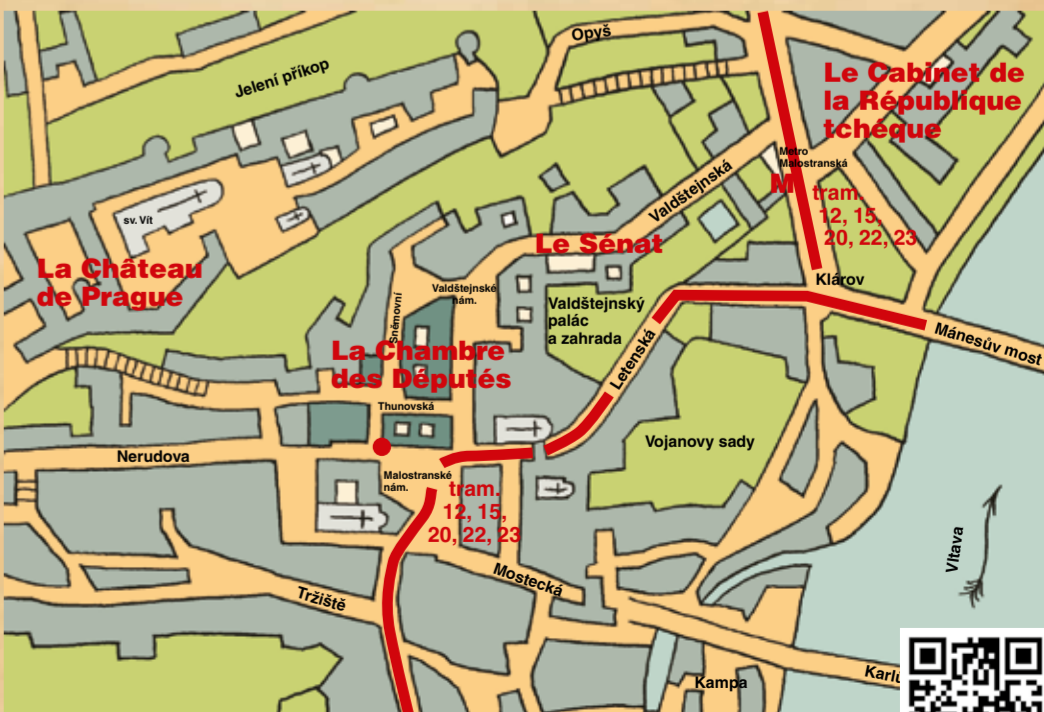 Opyš
Jelení příkop
Le Cabinet de
la République
tchéque
Metro
Malostranská
M
tram.
12, 15,
20, 22, 23
Valdštejnská
sv. Vít
Le Sénat
La Château
de Prague
Klárov
Valdštejnské
nám.
Sněmovní
Valdštejnský
palác
a zahrada
Mánesův most
Letenská
La Chambre
des Députés
Thunovská
Vojanovy sady
Nerudova
Malostranské
nám.
tram.
12, 15,
20, 22, 23
Vltava
Mostecká
Tržiště
Kampa